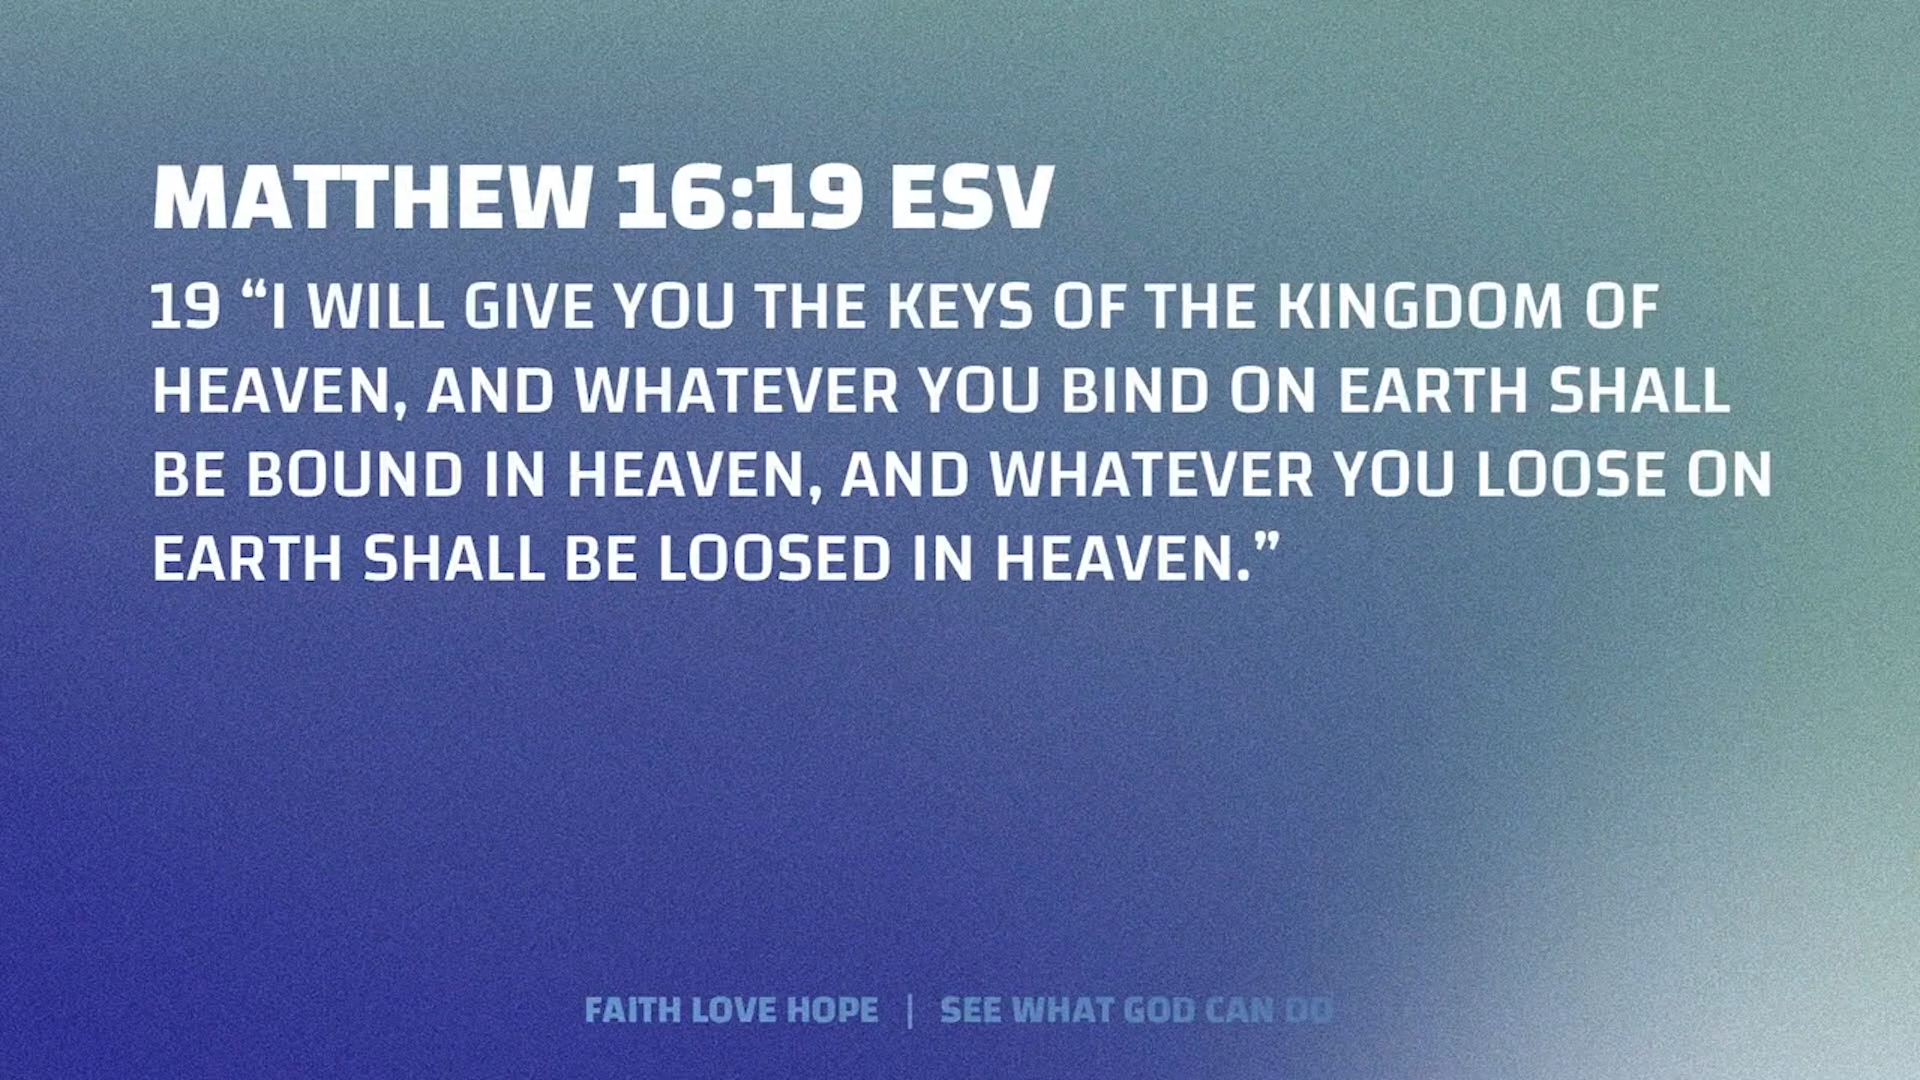 MATTHEW 16:19 ESV
19 “I WILL GIVE YOU THE KEYS OF THE KINGDOM OF
HEAVEN, AND WHATEVER YOU BIND ON EARTH SHALL
BE BOUND IN HEAVEN, AND WHATEVER YOU LOOSE ON
EARTH SHALL BE LOOSED IN HEAVEN.”
FAITH LOVE HOPE | SEE WHAT GOD CAN DO